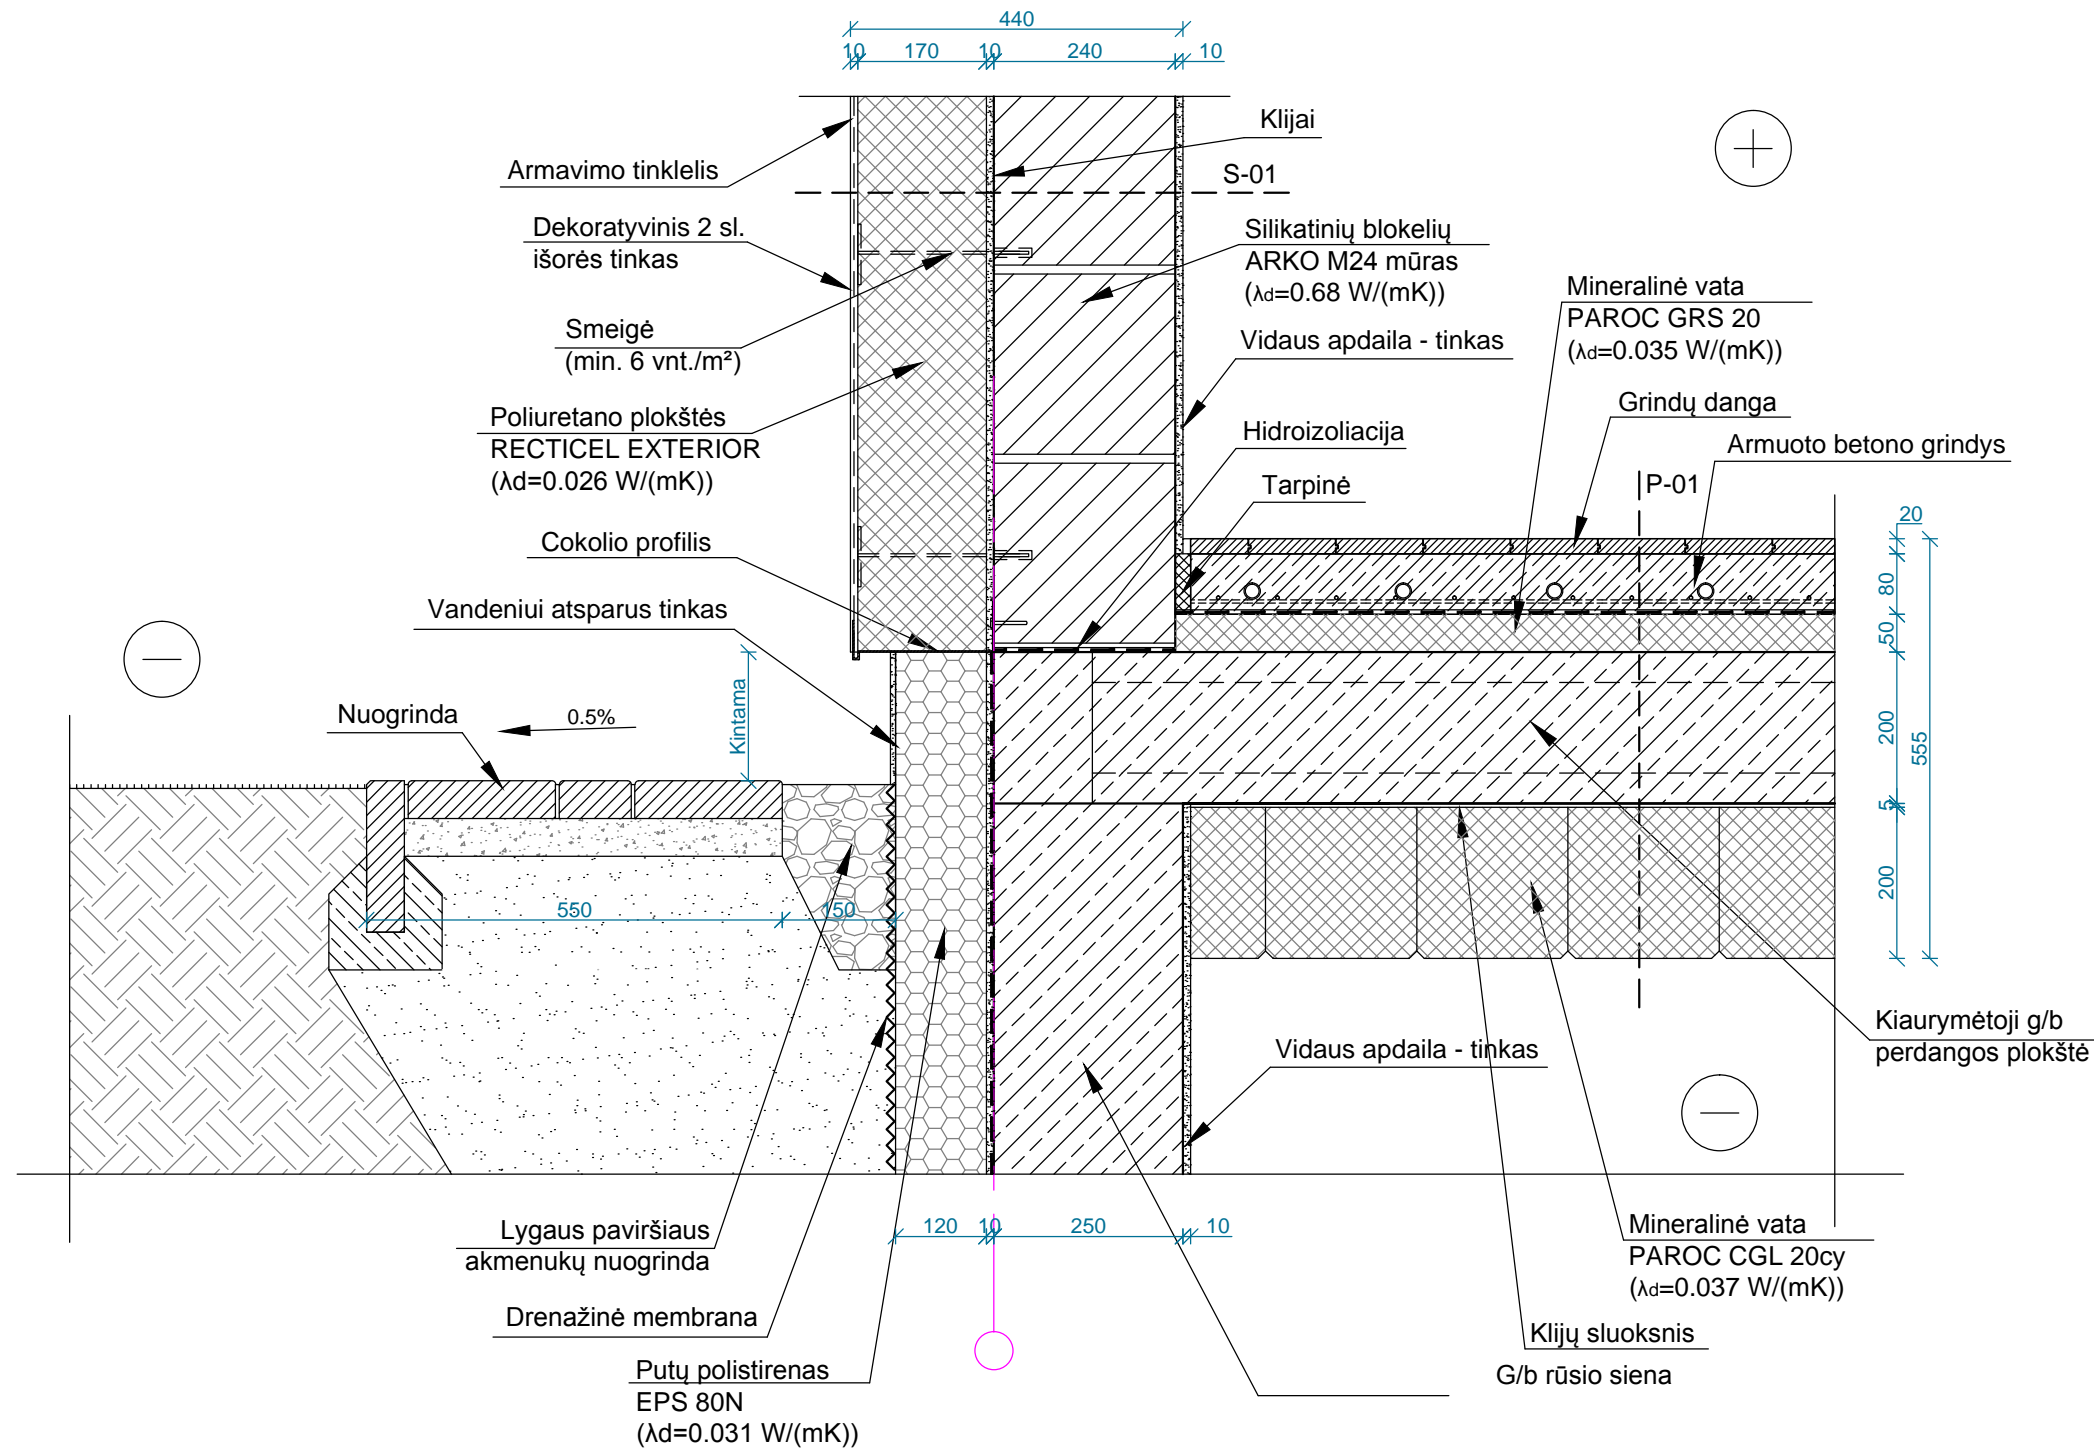 440
10
170
10
240
10
Klijai
Armavimo tinklelis
S-01
Dekoratyvinis 2 sl.
išorės tinkas
Silikatinių blokelių
ARKO M24 mūras
(λd=0.68 W/(mK))
Mineralinė vata
PAROC GRS 20
(λd=0.035 W/(mK))
Smeigė
(min. 6 vnt./m²)
Vidaus apdaila - tinkas
Grindų danga
Poliuretano plokštės
RECTICEL EXTERIOR
(λd=0.026 W/(mK))
Hidroizoliacija
Armuoto betono grindys
Tarpinė
P-01
20
Cokolio profilis
80
Vandeniui atsparus tinkas
50
Kintama
Nuogrinda
0.5%
200
555
5
200
550
150
Kiaurymėtoji g/b
perdangos plokštė
Vidaus apdaila - tinkas
Lygaus paviršiaus
akmenukų nuogrinda
120
10
250
10
Mineralinė vata
PAROC CGL 20cy
(λd=0.037 W/(mK))
Drenažinė membrana
Klijų sluoksnis
Putų polistirenas
EPS 80N
(λd=0.031 W/(mK))
G/b rūsio siena